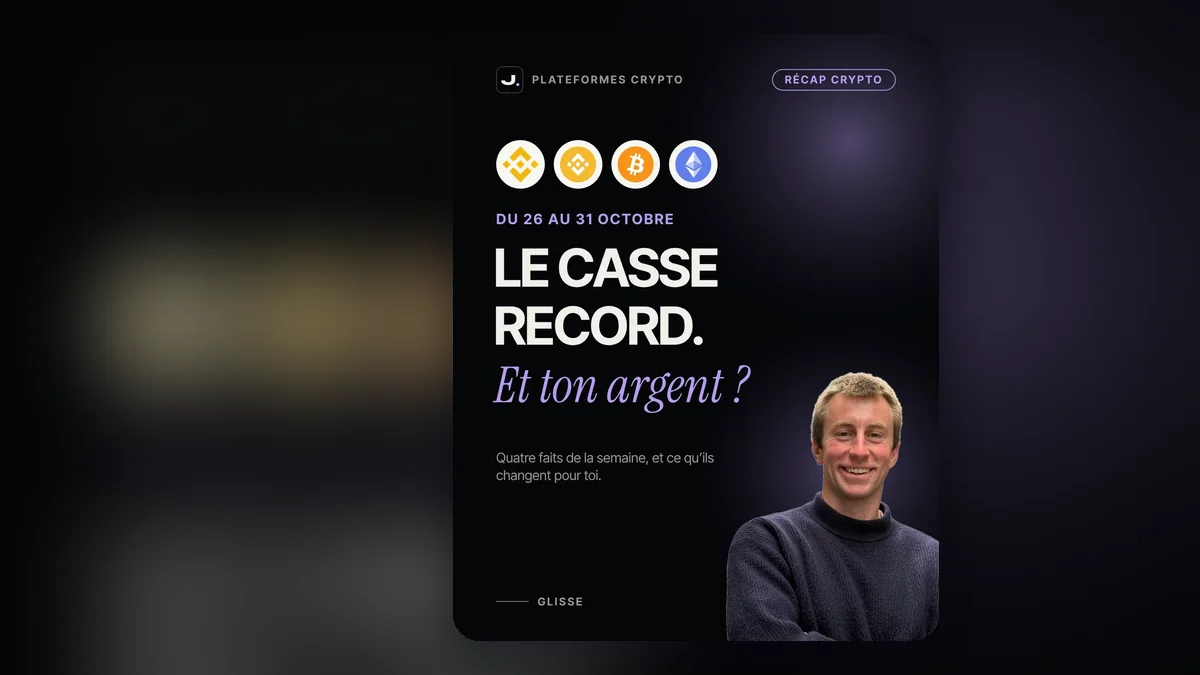 J. PLATEFORMES CRYPTO
RÉCAP CRYPTO
DU 26 AU 31 OCTOBRE
LE CASSE
RECORD.
Et ton argent ?
Quatre faits de la semaine, et ce qu'ils
changent pour toi.
GLISSE